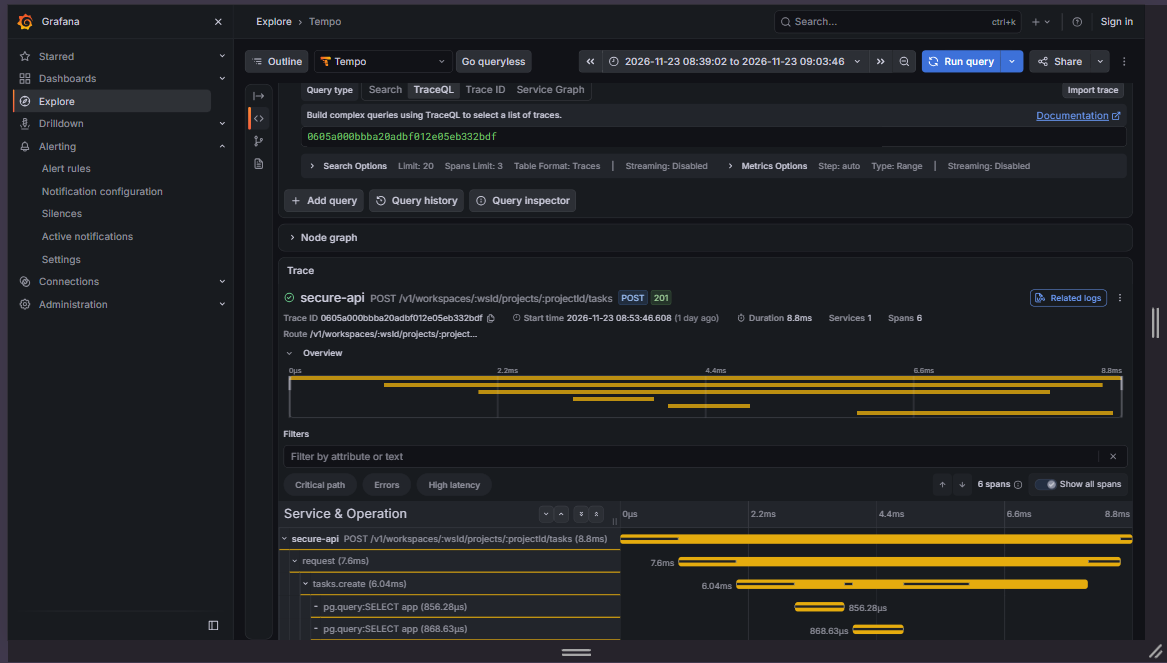 Grafana
Explore › Tempo
Search...
ctrl+k
Sign in
Starred
Dashboards
Explore
Drilldown
Alerting
Alert rules
Notification configuration
Silences
Active notifications
Settings
Connections
Administration
Outline
Tempo
Go queryless
2026-11-23 08:39:02 to 2026-11-23 09:03:46
Run query
Share
Query type
Search
TraceQL
Trace ID
Service Graph
Import trace
Build complex queries using TraceQL to select a list of traces.
Documentation
0605a000bbba20adbf012e05eb332bdf
Search Options Limit: 20 Spans Limit: 3 Table Format: Traces | Streaming: Disabled
Metrics Options Step: auto Type: Range | Streaming: Disabled
+ Add query
Query history
Query inspector
Node graph
Trace
secure-api POST /v1/workspaces/:wsId/projects/:projectId/tasks POST 201
Related logs
Trace ID 0605a000bbba20adbf012e05eb332bdf Start time 2026-11-23 08:53:46.608 (1 day ago) Duration 8.8ms Services 1 Spans 6
Route /v1/workspaces/:wsId/projects/:project...
Overview
0μs 2.2ms 4.4ms 6.6ms 8.8ms
Filters
Filter by attribute or text
Critical path
Errors
High latency
6 spans
Show all spans
Service & Operation
0μs 2.2ms 4.4ms 6.6ms 8.8ms
secure-api POST /v1/workspaces/:wsId/projects/:projectId/tasks (8.8ms)
request (7.6ms)
7.6ms
tasks.create (6.04ms)
6.04ms
pg.query:SELECT app (856.28μs)
856.28μs
pg.query:SELECT app (868.63μs)
868.63μs